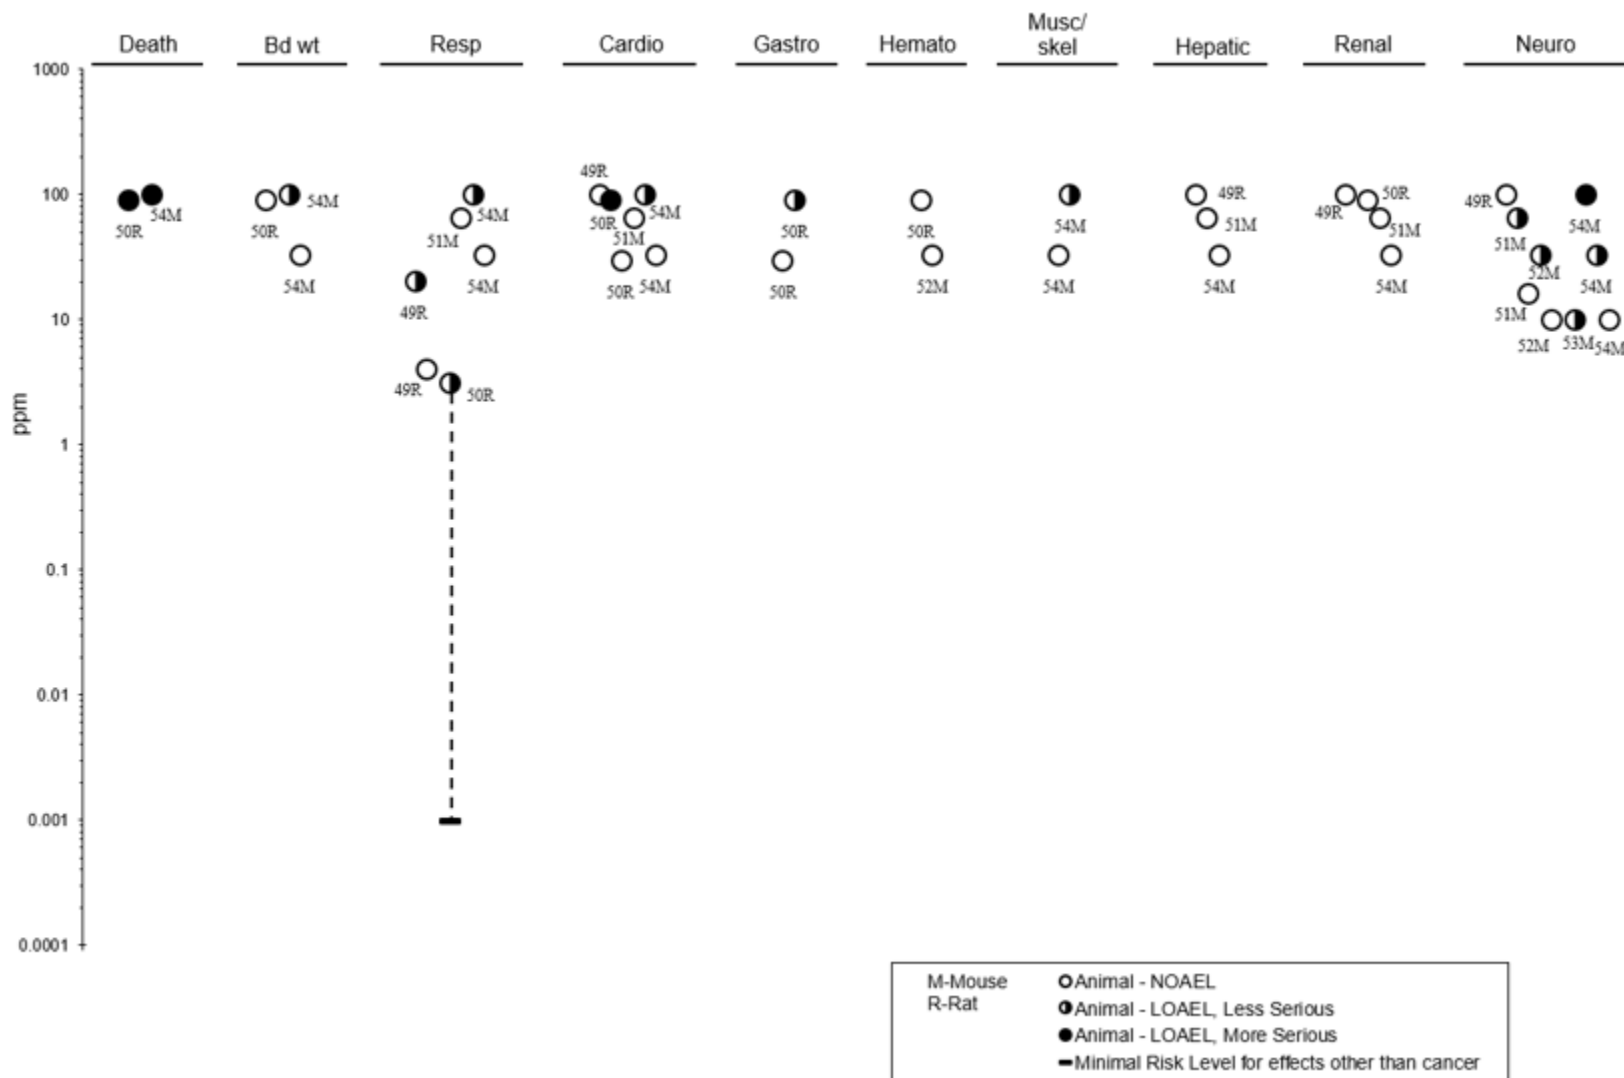 Death
Bd wt
Resp
Cardio
Gastro
Hemato
Musc/
skel
Hepatic
Renal
Neuro
ppm
1000
100
10
1
0.1
0.01
0.001
0.0001
50R
54M
50R
54M
54M
49R
49R
50R
51M
54M
54M
49R
50R
50R
51M
54M
54M
50R
50R
50R
52M
54M
54M
49R
51M
54M
49R
50R
51M
54M
49R
51M
51M
52M
52M
53M
54M
54M
54M
M-Mouse
R-Rat
Animal - NOAEL
Animal - LOAEL, Less Serious
Animal - LOAEL, More Serious
Minimal Risk Level for effects other than cancer